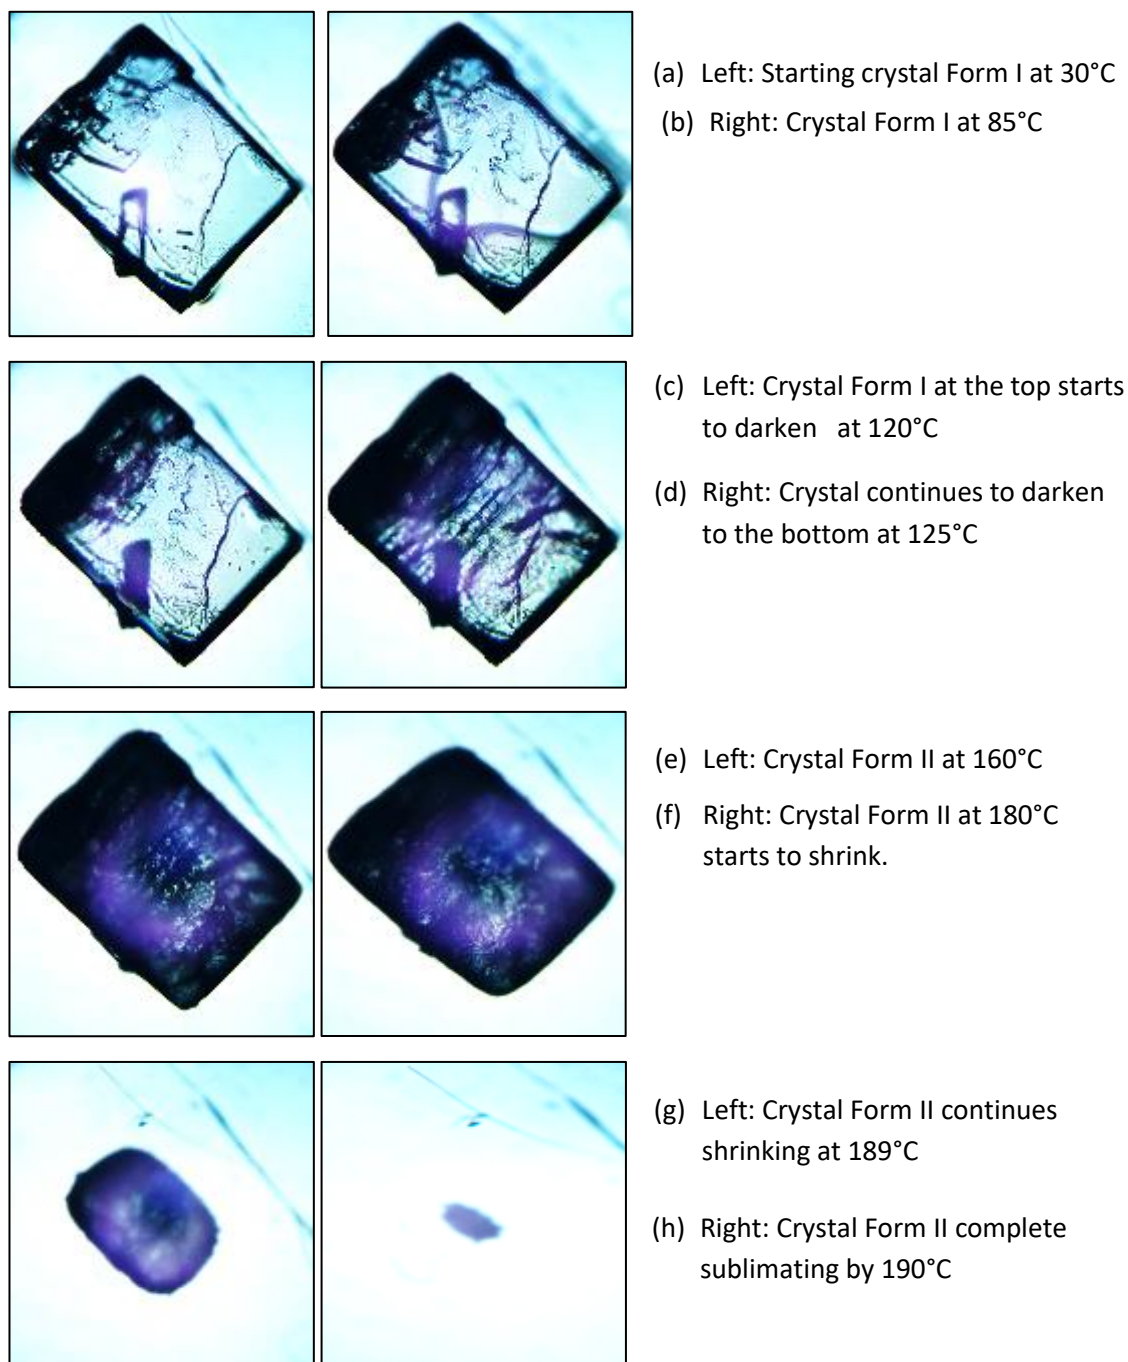 (a) Left: Starting crystal Form I at 30°C
(b) Right: Crystal Form I at 85°C
(c) Left: Crystal Form I at the top starts
to darken at 120°C
(d) Right: Crystal continues to darken
to the bottom at 125°C
(e) Left: Crystal Form II at 160°C
(f) Right: Crystal Form II at 180°C
starts to shrink.
(g) Left: Crystal Form II continues
shrinking at 189°C
(h) Right: Crystal Form II complete
sublimating by 190°C